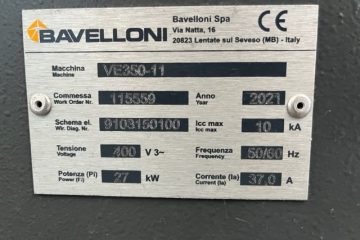 BAVELLONI
Bavelloni Spa
Via Natta, 16
20823 Lentate sul Seveso (MB) - Italy
CE
Macchina
Machine
VE350-11
Commessa
Work Order Nr.
115559
Anno
Year
2021
Schema el.
Wir. Diag. Nr.
9103150100
Icc max
Icc max
10 kA
Tensione
Voltage
400 V 3~
Frequenza
Frequency
50/60 Hz
Potenza (Pi)
Power (Pi)
27 kW
Corrente (Ia)
Current (Ia)
37.0 A